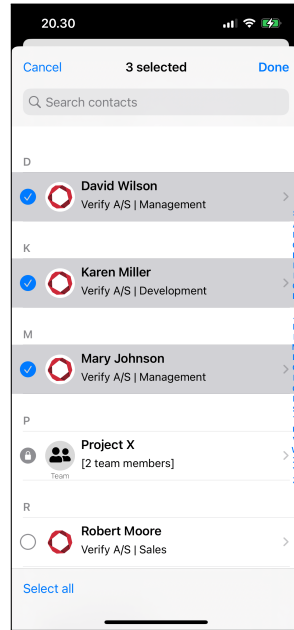 20.30
Cancel 3 selected Done
Search contacts
D
David Wilson
Verify A/S | Management
K
Karen Miller
Verify A/S | Development
M
Mary Johnson
Verify A/S | Management
P
Project X
[2 team members]
Team
R
Robert Moore
Verify A/S | Sales
Select all